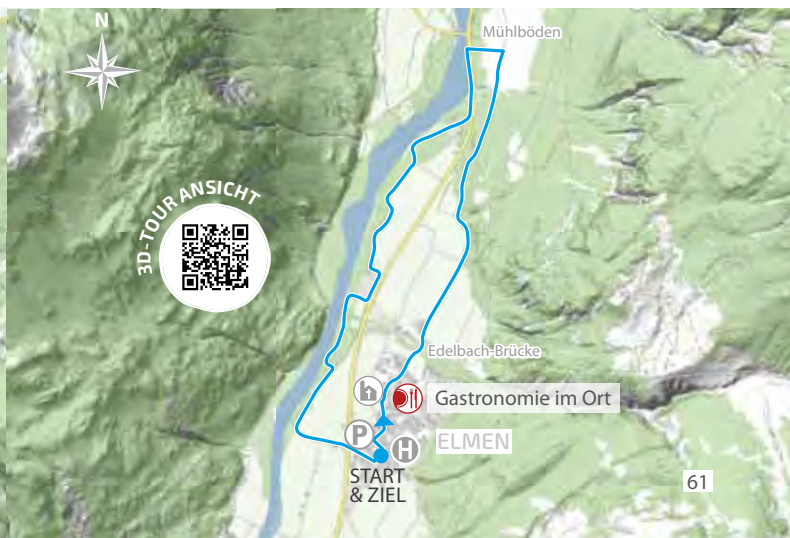 N
Mühlböden
3D-TOUR ANSICHT
Edelbach-Brücke
Gastronomie im Ort
P
H
ELMEN
START
& ZIEL
61